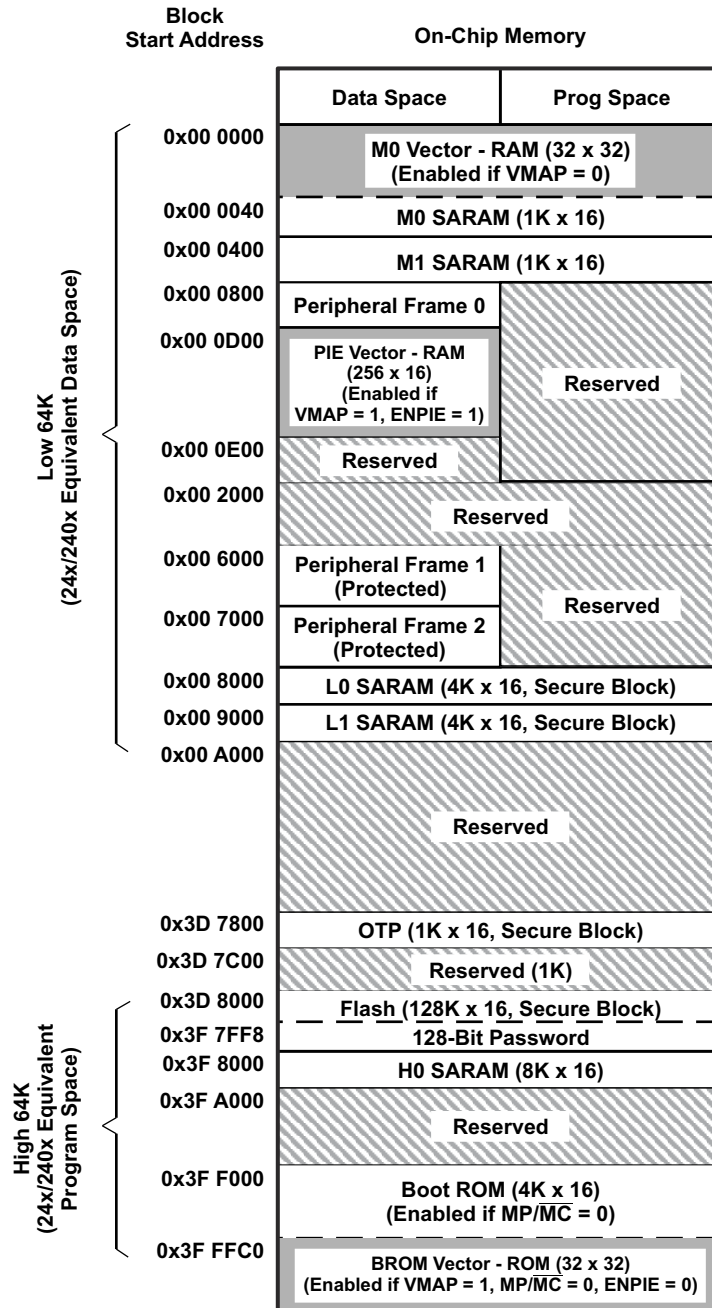 Block
Start Address
On-Chip Memory
Data Space
Prog Space
0x00 0000
M0 Vector - RAM (32 x 32)
(Enabled if VMAP = 0)
0x00 0040
M0 SARAM (1K x 16)
0x00 0400
M1 SARAM (1K x 16)
0x00 0800
Peripheral Frame 0
0x00 0D00
PIE Vector - RAM
(256 x 16)
(Enabled if
VMAP = 1, ENPIE = 1)
Reserved
0x00 0E00
Reserved
0x00 2000
Reserved
0x00 6000
Peripheral Frame 1
(Protected)
0x00 7000
Peripheral Frame 2
(Protected)
Reserved
0x00 8000
L0 SARAM (4K x 16, Secure Block)
0x00 9000
L1 SARAM (4K x 16, Secure Block)
0x00 A000
Reserved
Low 64K
(24x/240x Equivalent Data Space)
0x3D 7800
OTP (1K x 16, Secure Block)
0x3D 7C00
Reserved (1K)
0x3D 8000
Flash (128K x 16, Secure Block)
0x3F 7FF8
128-Bit Password
0x3F 8000
H0 SARAM (8K x 16)
0x3F A000
Reserved
0x3F F000
Boot ROM (4K x 16)
(Enabled if MP/M̅C̅ = 0)
0x3F FFC0
BROM Vector - ROM (32 x 32)
(Enabled if VMAP = 1, MP/M̅C̅ = 0, ENPIE = 0)
High 64K
(24x/240x Equivalent
Program Space)